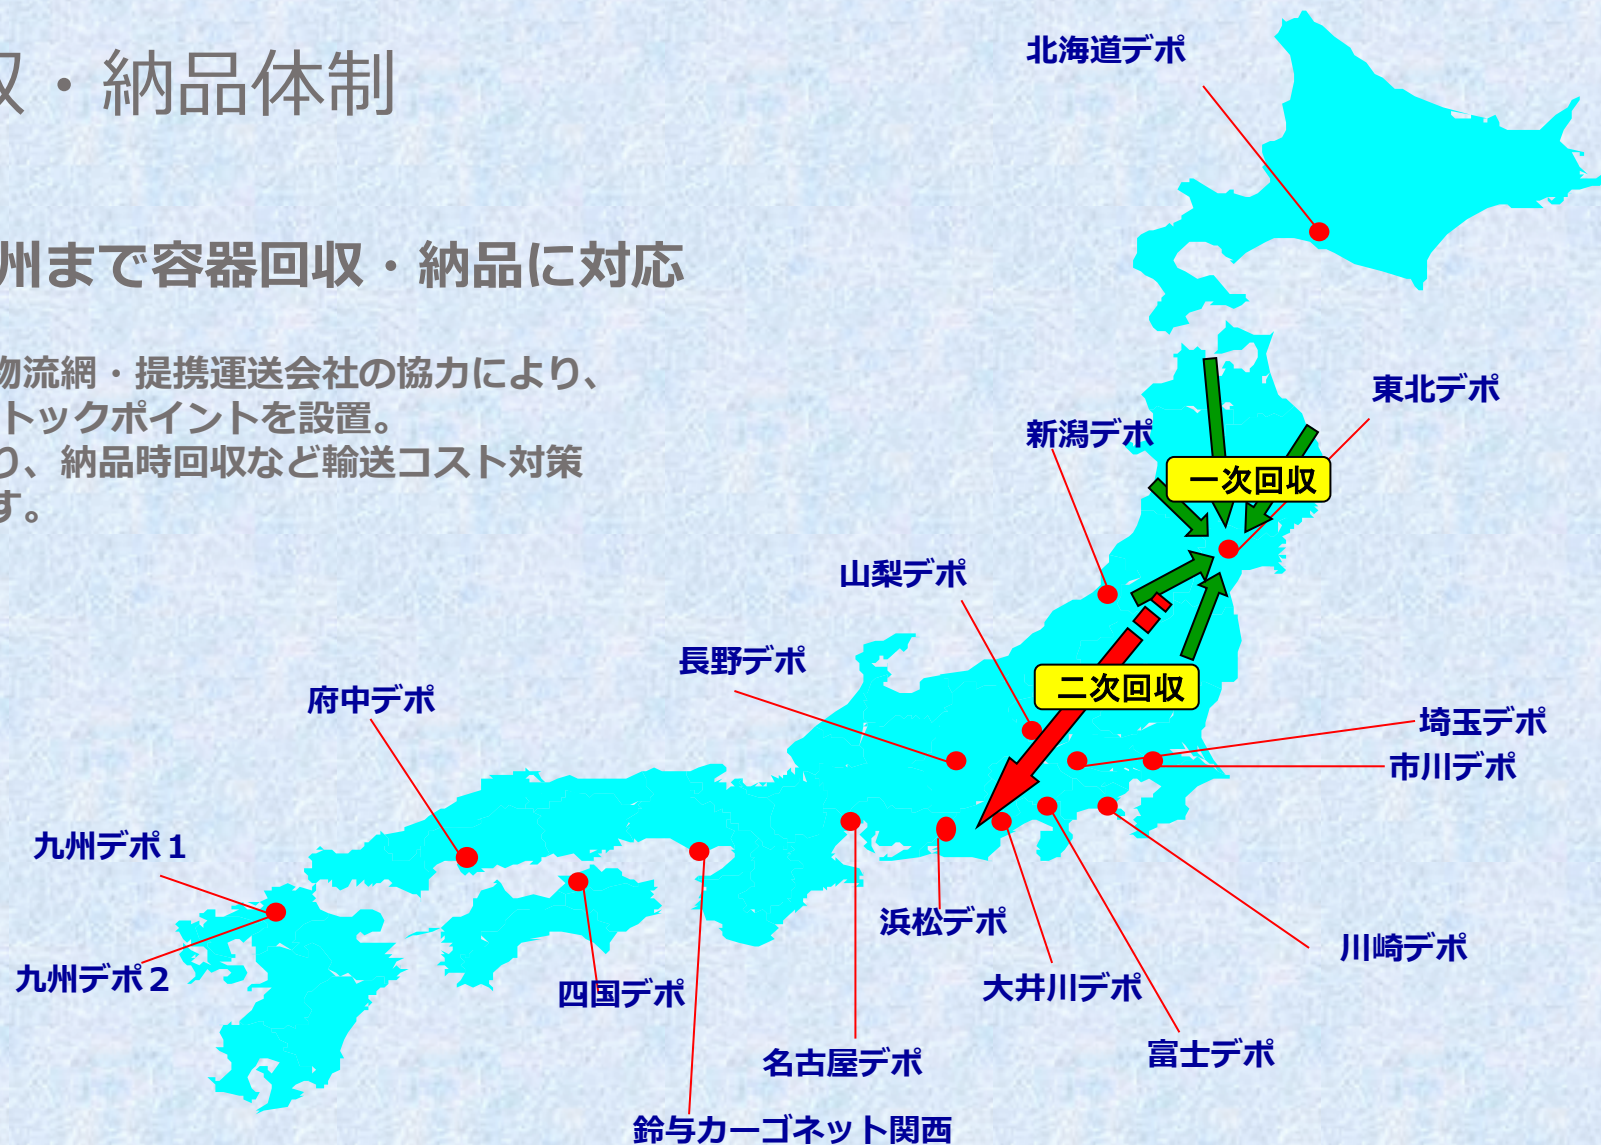 収・納品体制
州まで容器回収・納品に対応
物流網・提携運送会社の協力により、
トックポイントを設置。
り、納品時回収など輸送コスト対策
す。
北海道デポ
東北デポ
新潟デポ
一次回収
山梨デポ
長野デポ
二次回収
府中デポ
埼玉デポ
市川デポ
九州デポ１
浜松デポ
川崎デポ
九州デポ２
四国デポ
大井川デポ
名古屋デポ
富士デポ
鈴与カーゴネット関西